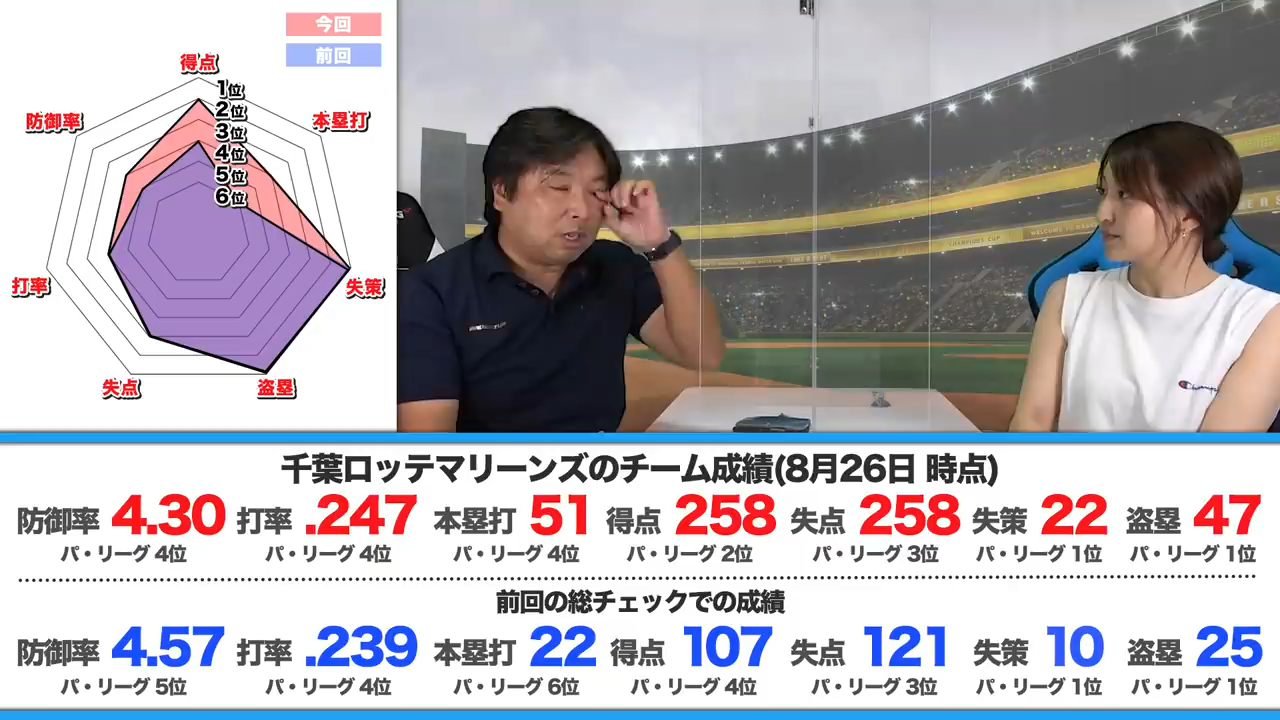 今回
前回
得点
1位
2位
3位
4位
5位
6位
防御率
本塁打
打率
失策
失点
盗塁
CHAMPIONS CUP
Champion
千葉ロッテマリーンズのチーム成績(8月26日 時点)
防御率 4.30 打率 .247 本塁打 51 得点 258 失点 258 失策 22 盗塁 47
パ・リーグ 4位 パ・リーグ 4位 パ・リーグ 4位 パ・リーグ 2位 パ・リーグ 3位 パ・リーグ 1位 パ・リーグ 1位
前回の総チェックでの成績
防御率 4.57 打率 .239 本塁打 22 得点 107 失点 121 失策 10 盗塁 25
パ・リーグ 5位 パ・リーグ 4位 パ・リーグ 6位 パ・リーグ 4位 パ・リーグ 3位 パ・リーグ 1位 パ・リーグ 1位